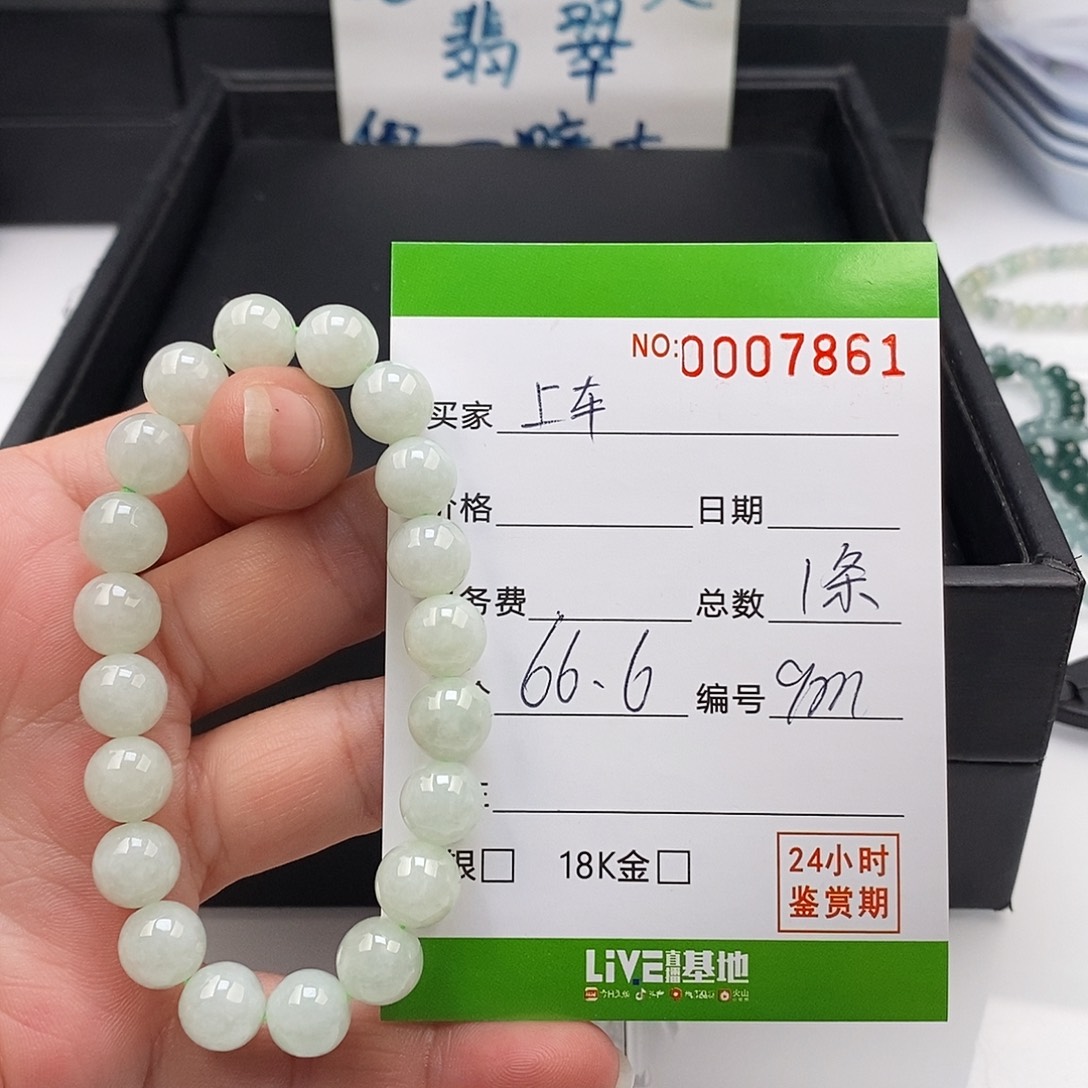 翡翠
NO:0007861
买家 上车
价格 日期
务费 总数 1条
66.6 编号 9m
银□ 18K金□
24小时
鉴赏期
LIVE直播基地